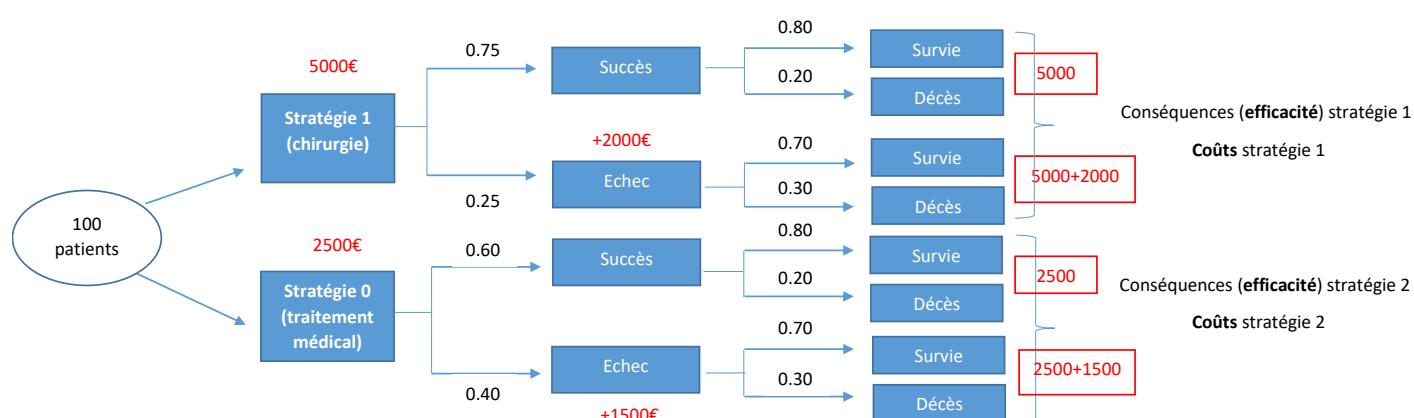 0.80
0.75
Survie
5000€
Succès
0.20
5000
Décès
Stratégie 1
(chirurgie)
Conséquences (efficacité) stratégie 1
+2000€
0.70
Coûts stratégie 1
Survie
Echec
5000+2000
0.30
0.25
Décès
100
patients
2500€
0.60
0.80
Succès
Survie
0.20
2500
Stratégie 0
(traitement
médical)
Décès
Conséquences (efficacité) stratégie 2
Coûts stratégie 2
0.70
Survie
Echec
2500+1500
0.30
0.40
Décès
+1500€